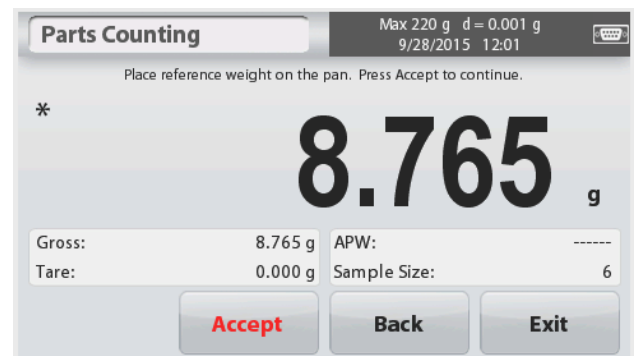 Parts Counting
Max 220 g d = 0.001 g
9/28/2015 12:01
Place reference weight on the pan. Press Accept to continue.
*
8.765 g
Gross: 8.765 g APW: ------
Tare: 0.000 g Sample Size: 6
Accept Back Exit